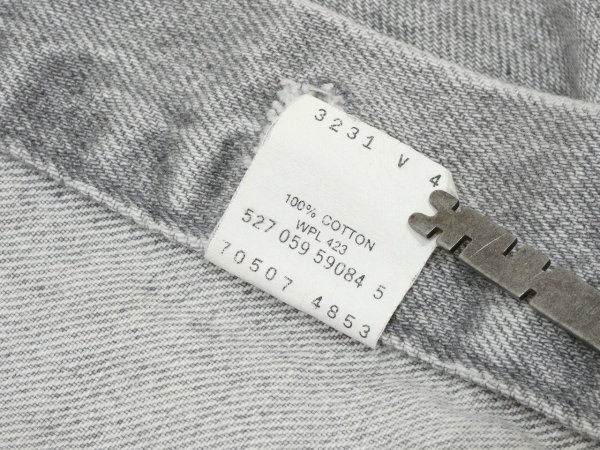 3231 V 4
100% COTTON
WPL 423
527 059 59084 5
70507 4853